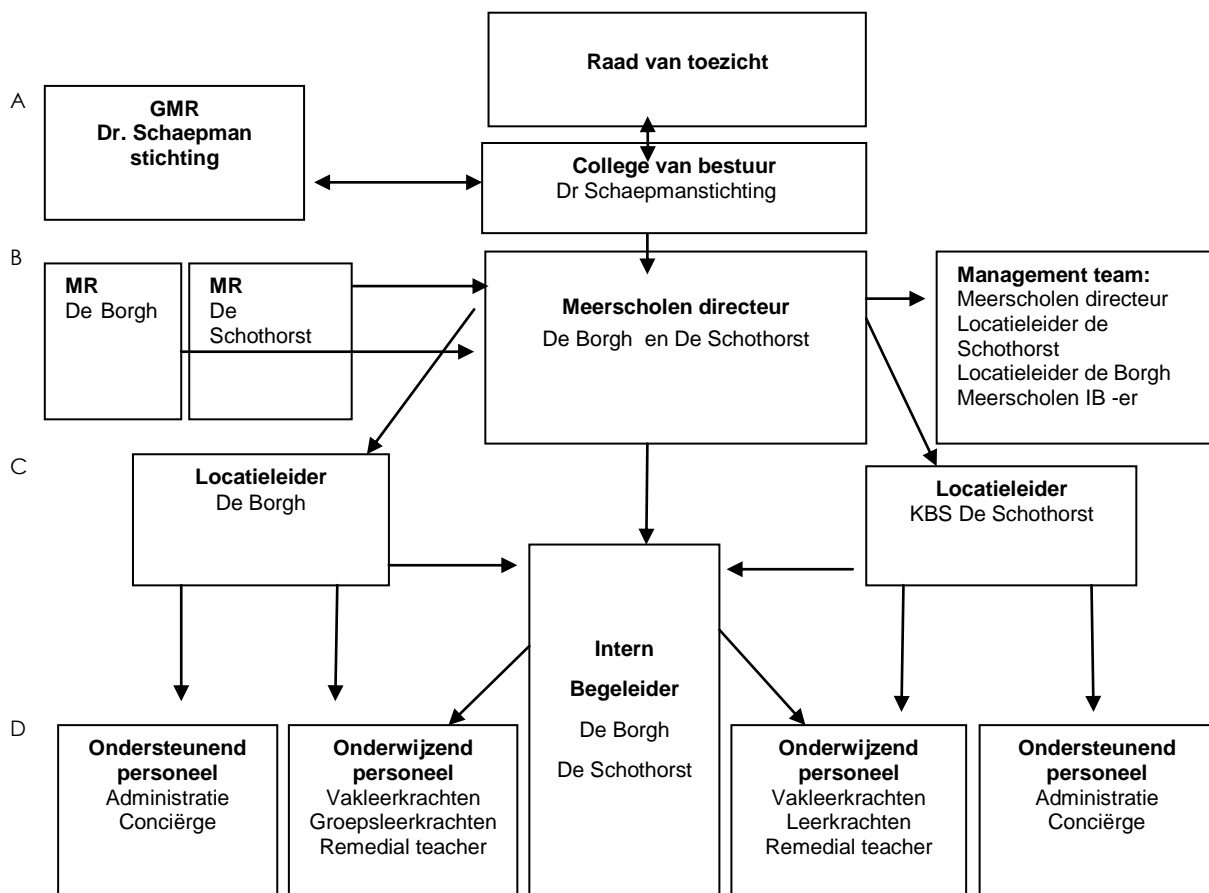 Raad van toezicht
A
GMR
Dr. Schaepman
stichting
College van bestuur
Dr Schaepmanstichting
B
MR
De Borgh
MR
De
Schothorst
Meerscholen directeur
De Borgh en De Schothorst
Management team:
Meerscholen directeur
Locatieleider de
Schothorst
Locatieleider de Borgh
Meerscholen IB -er
C
Locatieleider
De Borgh
Locatieleider
KBS De Schothorst
Intern
Begeleider
De Borgh
De Schothorst
D
Ondersteunend
personeel
Administratie
Conciërge
Onderwijzend
personeel
Vakleerkrachten
Groepsleerkrachten
Remedial teacher
Onderwijzend
personeel
Vakleerkrachten
Leerkrachten
Remedial teacher
Ondersteunend
personeel
Administratie
Conciërge